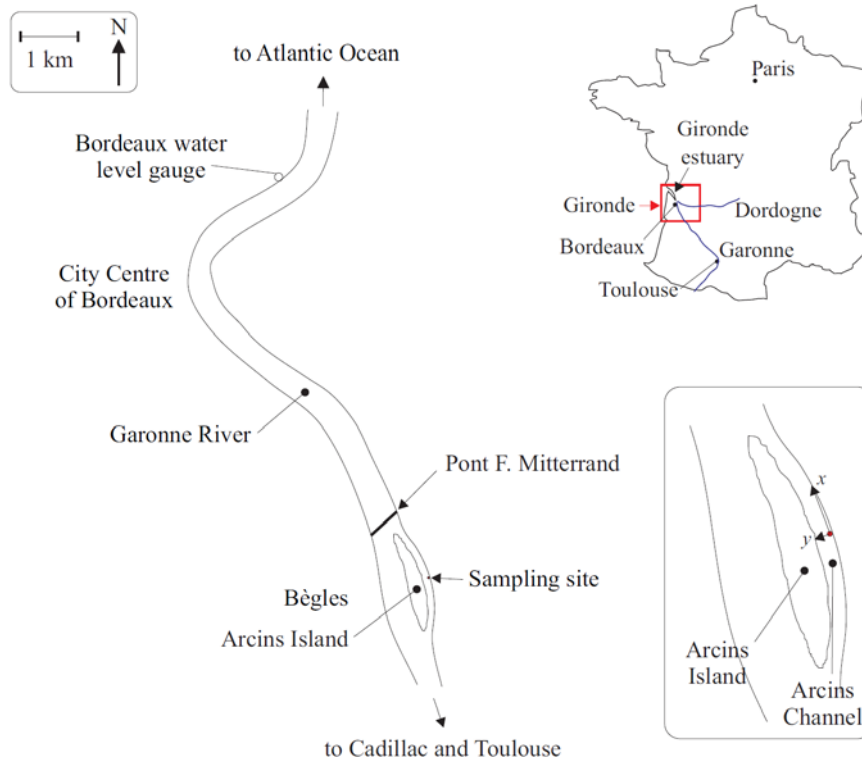 N
1 km
to Atlantic Ocean
Bordeaux water
level gauge
City Centre
of Bordeaux
Garonne River
Pont F. Mitterrand
Sampling site
Bègles
Arcins Island
to Cadillac and Toulouse
Paris
Gironde
estuary
Gironde
Dordogne
Bordeaux
Garonne
Toulouse
x
y
Arcins
Island
Arcins
Channel